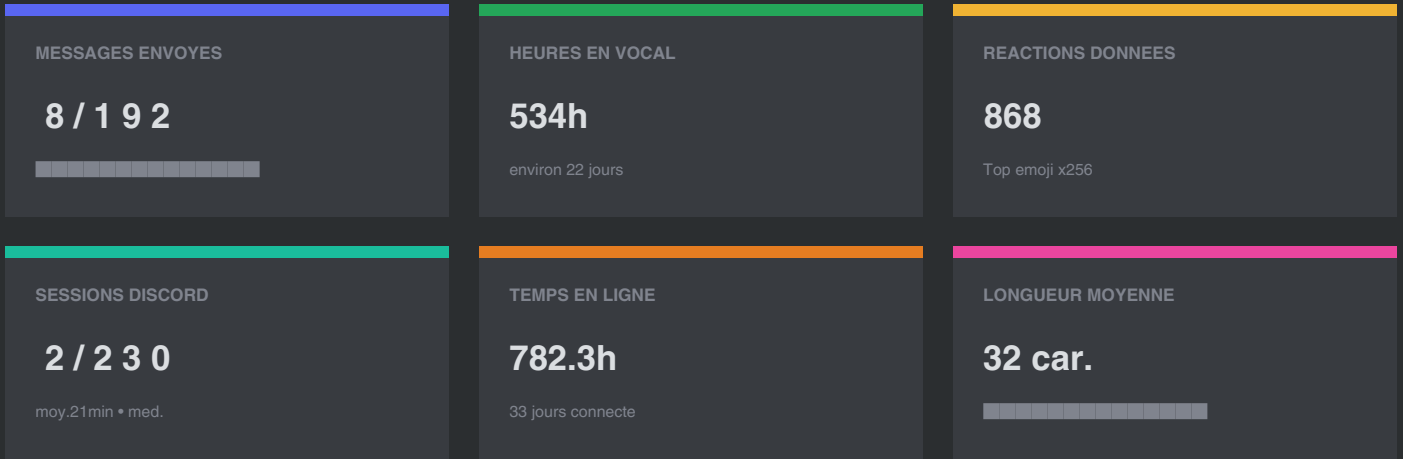 MESSAGES ENVOYES
8 / 1 9 2
HEURES EN VOCAL
534h
environ 22 jours
REACTIONS DONNEES
868
Top emoji x256
SESSIONS DISCORD
2 / 2 3 0
moy.21min • med.
TEMPS EN LIGNE
782.3h
33 jours connecte
LONGUEUR MOYENNE
32 car.